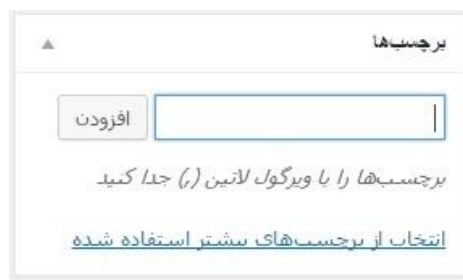 برچسب‌ها
افزودن
برچسب‌ها را با ویرگول لاتین (,) جدا کنید
انتخاب از برچسب‌های بیشتر استفاده شده